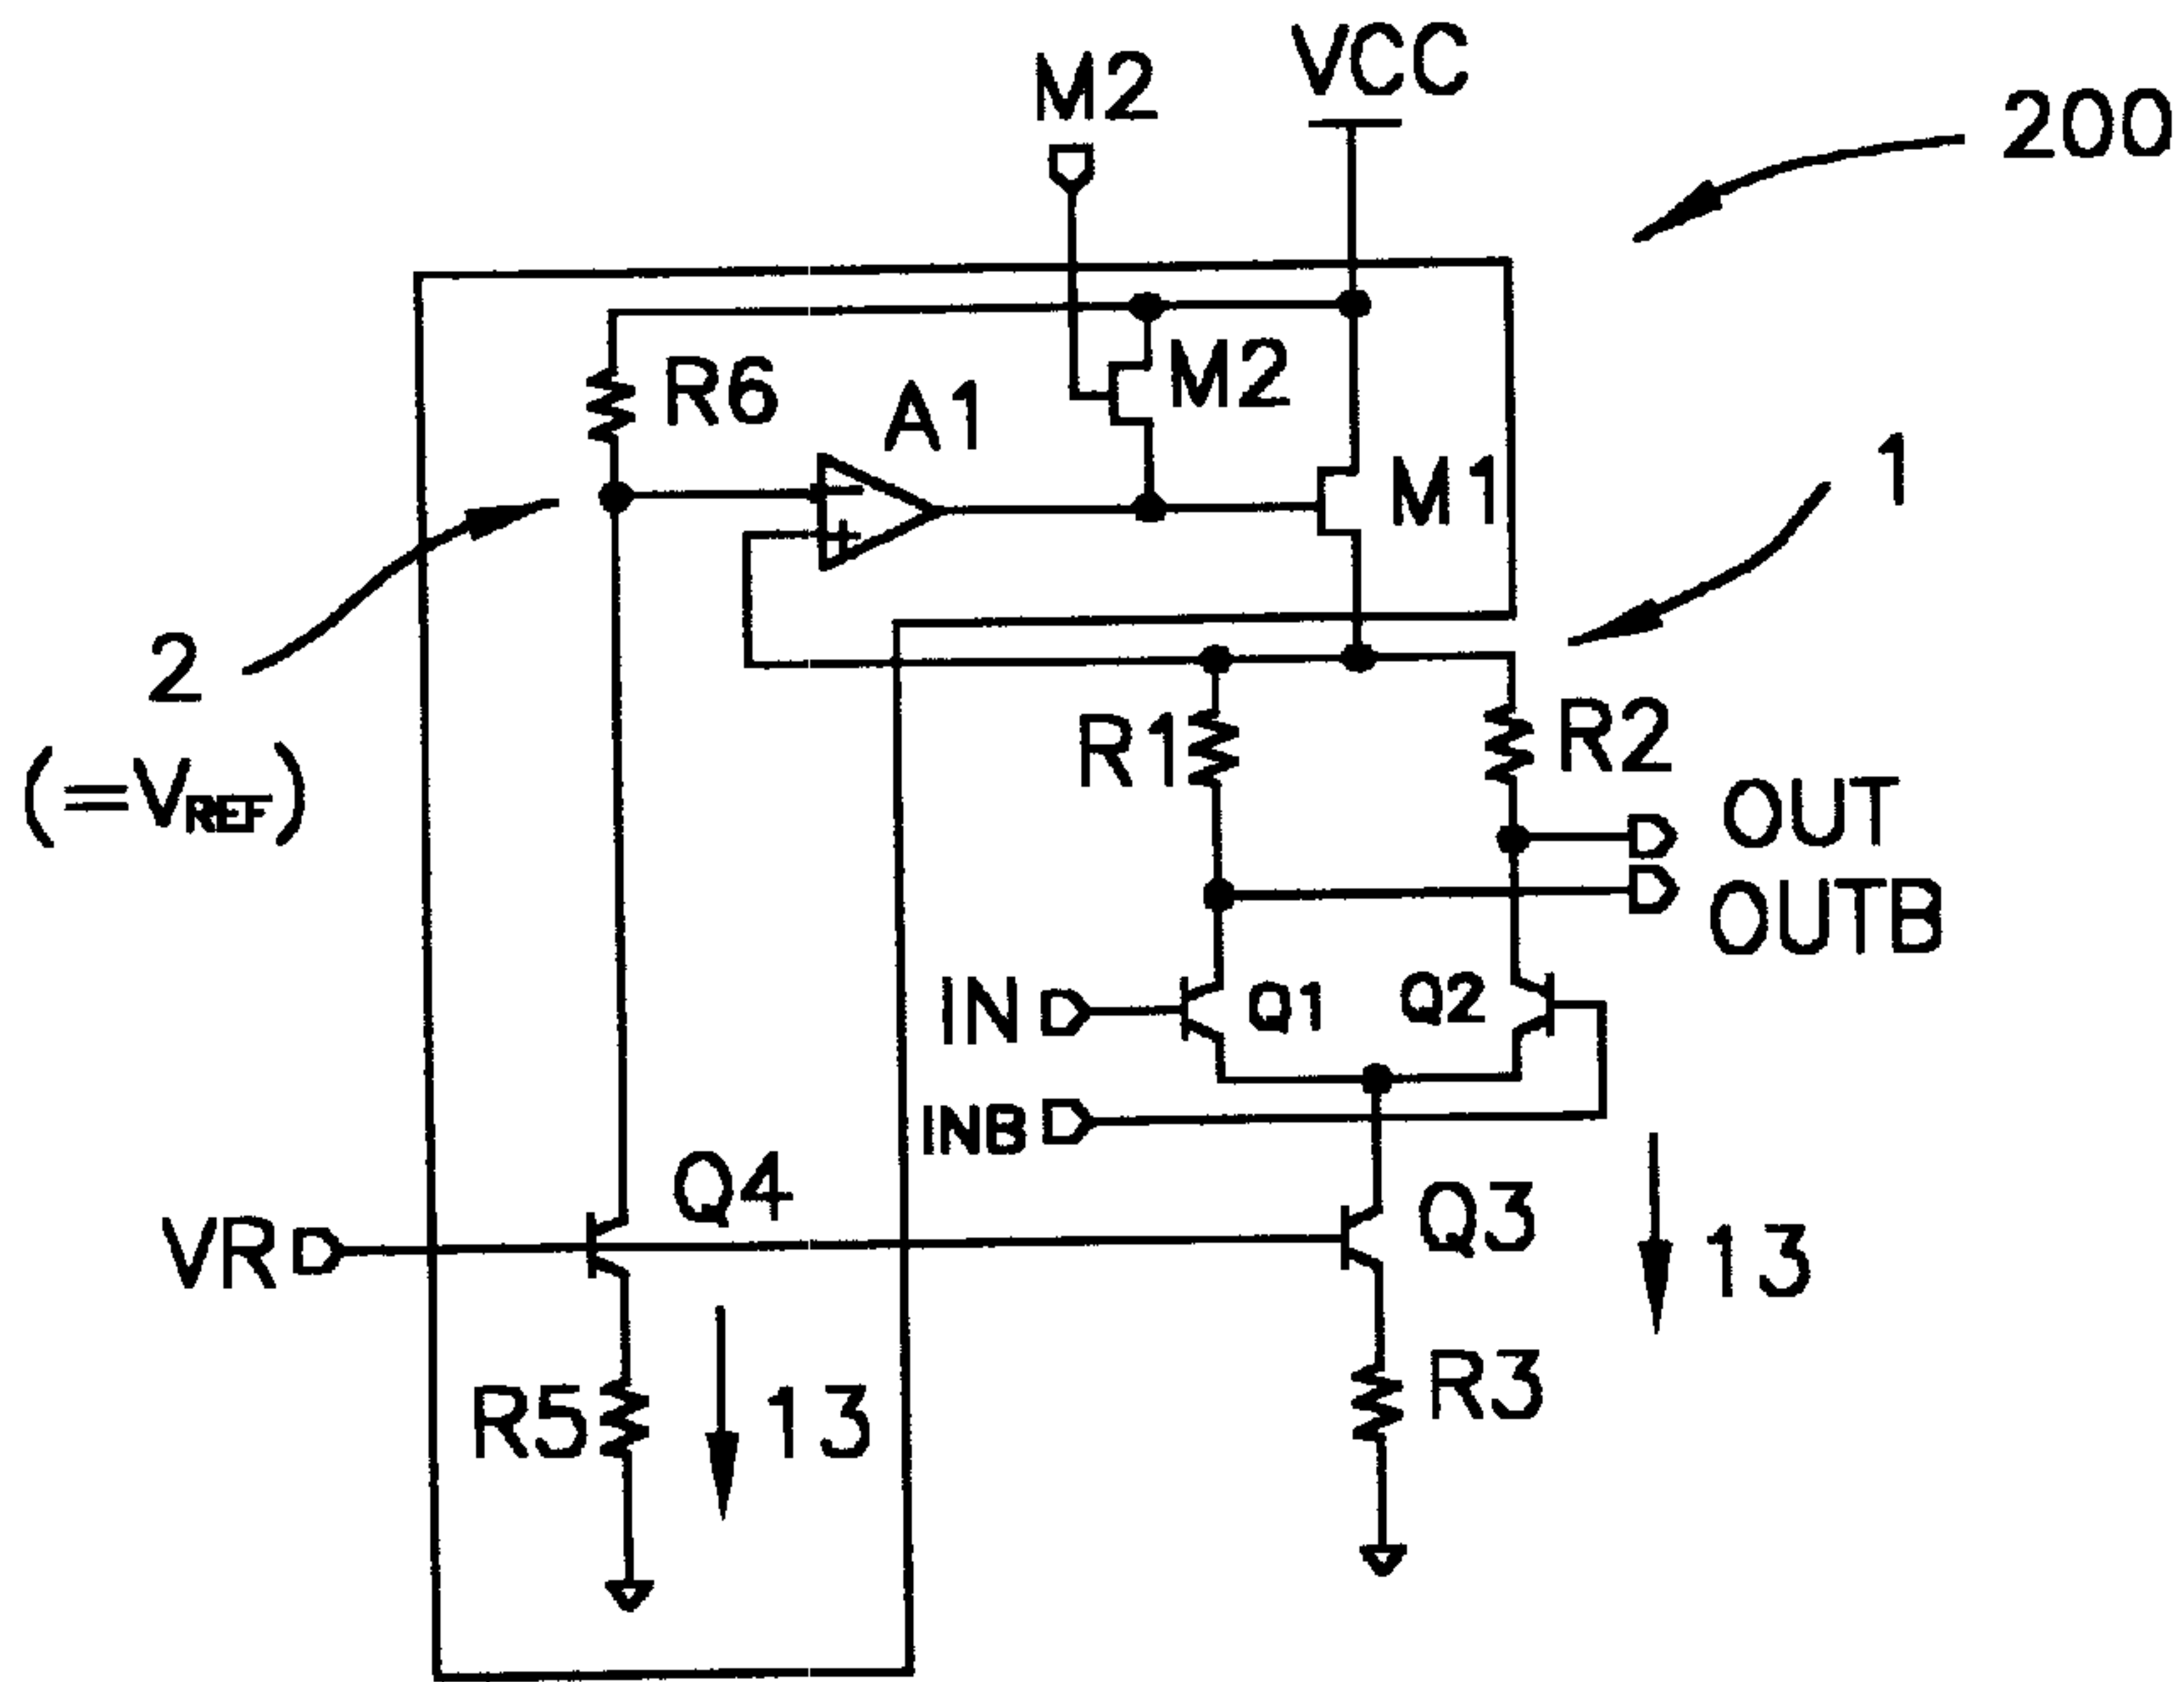 VCC
M2
200
M2
R6
A1
M1
1
2
(=VREF)
R1
R2
OUT
OUTB
IN
Q1
Q2
INB
Q4
VR
Q3
13
R5
13
R3